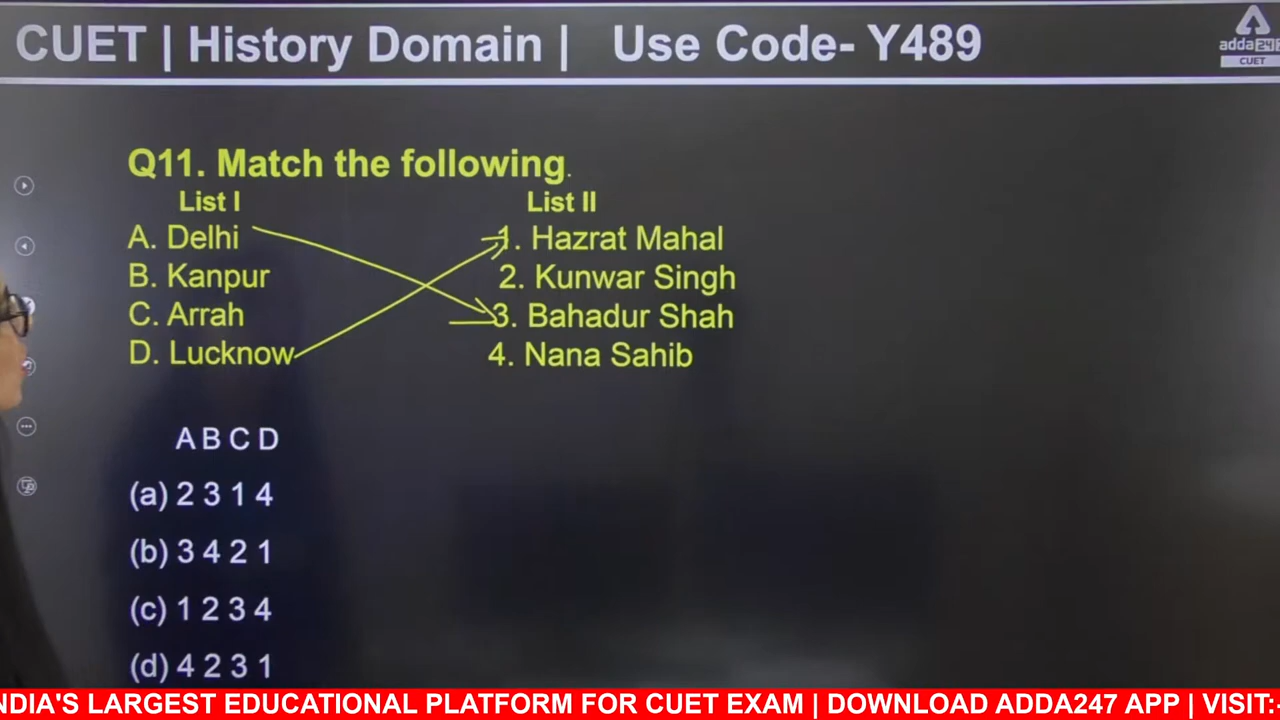 CUET | History Domain | Use Code- Y489
adda247
CUET
Q11. Match the following.
List I List II
A. Delhi 1. Hazrat Mahal
B. Kanpur 2. Kunwar Singh
C. Arrah 3. Bahadur Shah
D. Lucknow 4. Nana Sahib
A B C D
(a) 2 3 1 4
(b) 3 4 2 1
(c) 1 2 3 4
(d) 4 2 3 1
NDIA'S LARGEST EDUCATIONAL PLATFORM FOR CUET EXAM | DOWNLOAD ADDA247 APP | VISIT:-